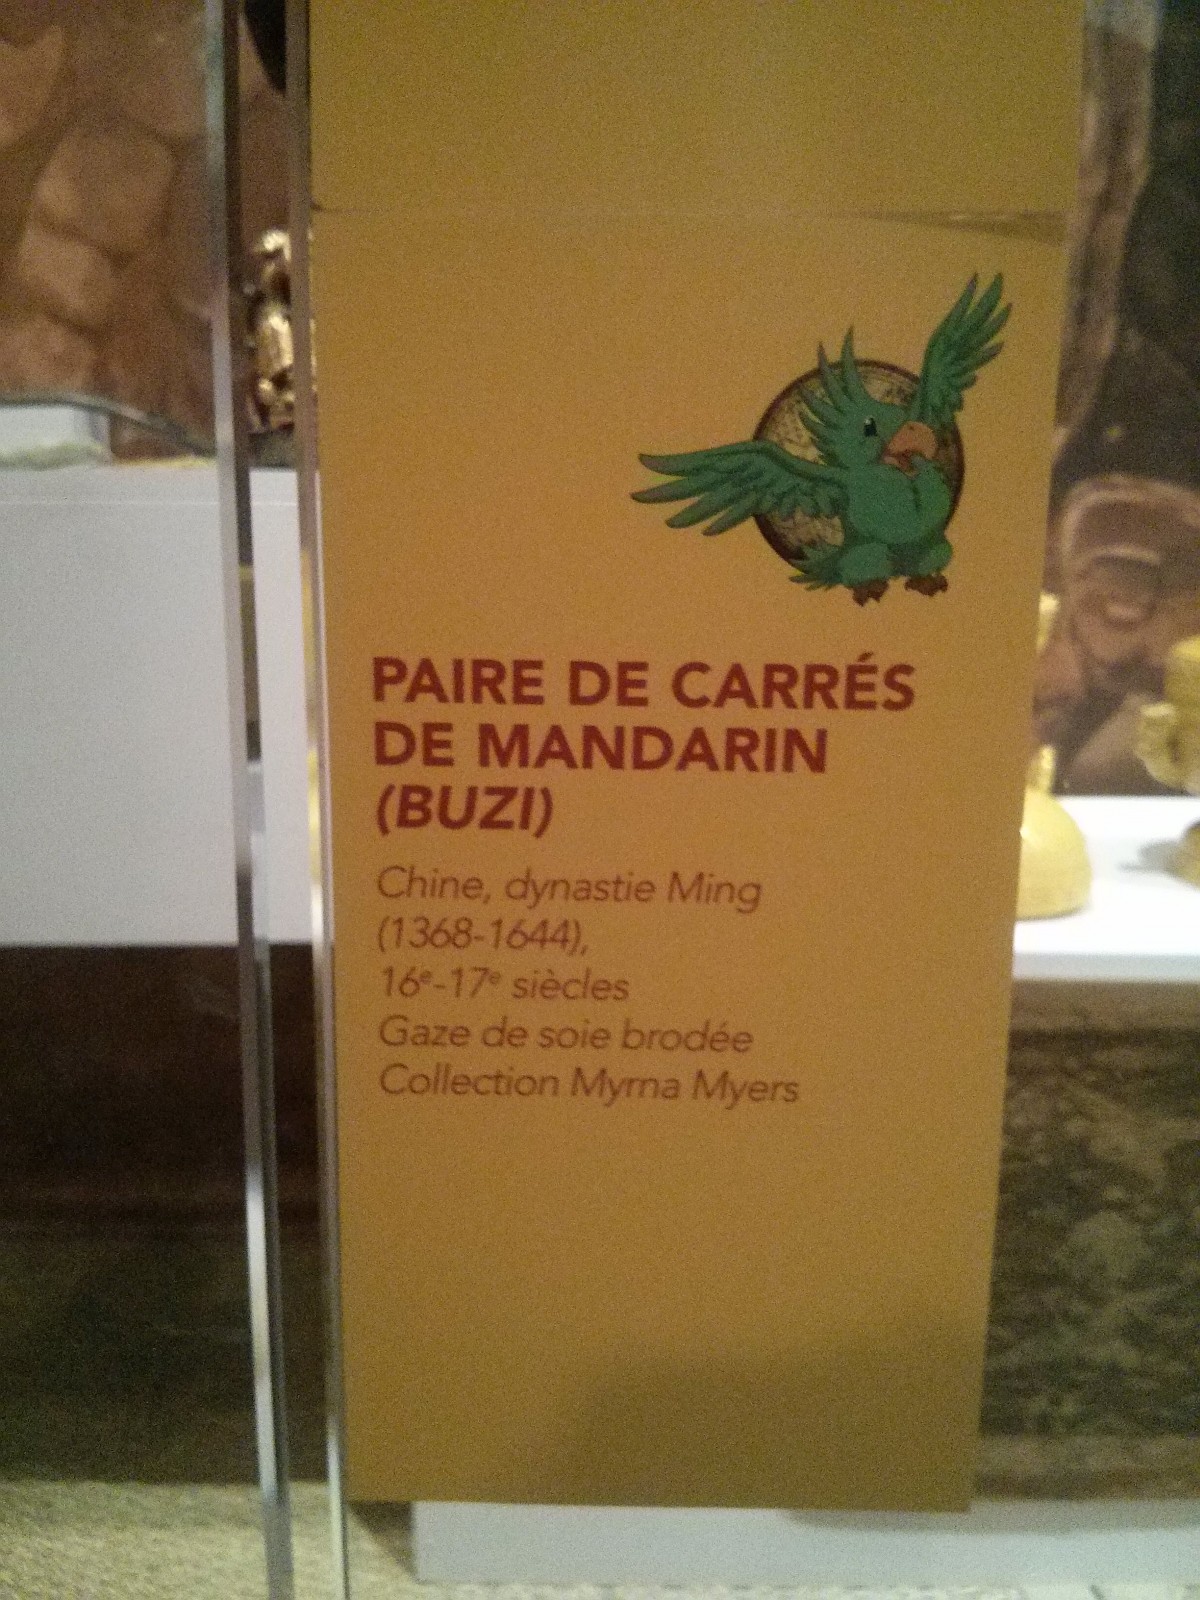 PAIRE DE CARRÉS
DE MANDARIN
(BUZI)
Chine, dynastie Ming
(1368-1644),
16e-17e siècles
Gaze de soie brodée
Collection Myrna Myers